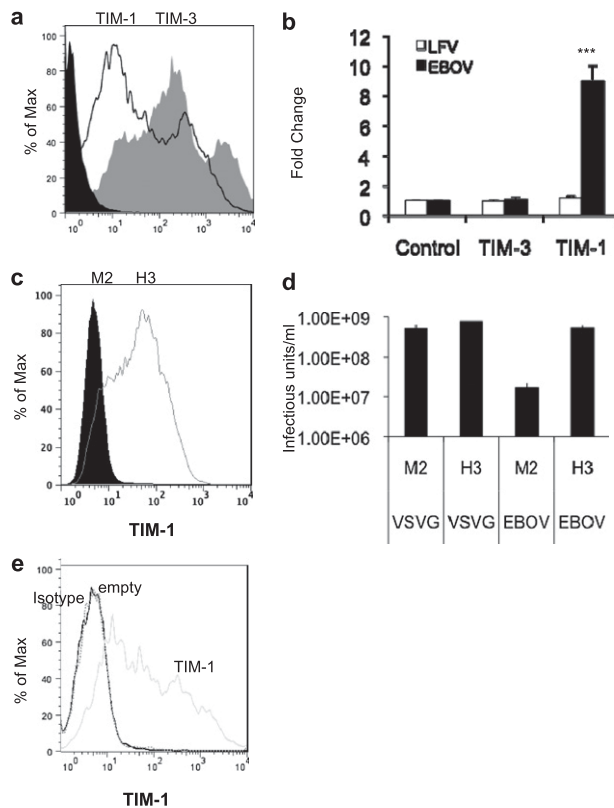 a
TIM-1 TIM-3
% of Max
100
80
60
40
20
0
10^0 10^1 10^2 10^3 10^4
b
LFV
EBOV
***
Fold Change
12
10
8
6
4
2
0
Control TIM-3 TIM-1
c
M2 H3
% of Max
100
80
60
40
20
0
10^0 10^1 10^2 10^3 10^4
TIM-1
d
Infectious units/ml
1.00E+09
1.00E+08
1.00E+07
1.00E+06
M2 H3 M2 H3
VSVG VSVG EBOV EBOV
e
Isotype empty
TIM-1
% of Max
100
80
60
40
20
0
10^0 10^1 10^2 10^3 10^4
TIM-1